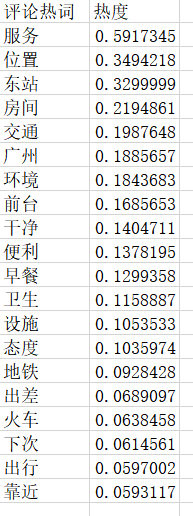 评论热词 热度
服务 0.5917345
位置 0.3494218
东站 0.3299999
房间 0.2194861
交通 0.1987648
广州 0.1885657
环境 0.1843683
前台 0.1685653
干净 0.1404711
便利 0.1378195
早餐 0.1299358
卫生 0.1158887
设施 0.1053533
态度 0.1035974
地铁 0.0928428
出差 0.0689097
火车 0.0638458
下次 0.0614561
出行 0.0597002
靠近 0.0593117